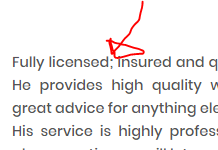 Fully licensed; insured and q
He provides high quality w
great advice for anything ele
His service is highly profess